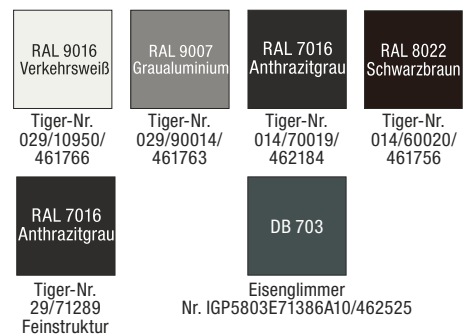 RAL 9016
Verkehrsweiß
Tiger-Nr.
029/10950/
461766
RAL 9007
Graualuminium
Tiger-Nr.
029/90014/
461763
RAL 7016
Anthrazitgrau
Tiger-Nr.
014/70019/
462184
RAL 8022
Schwarzbraun
Tiger-Nr.
014/60020/
461756
RAL 7016
Anthrazitgrau
Tiger-Nr.
29/71289
Feinstruktur
DB 703
Eisenglimmer
Nr. IGP5803E71386A10/462525